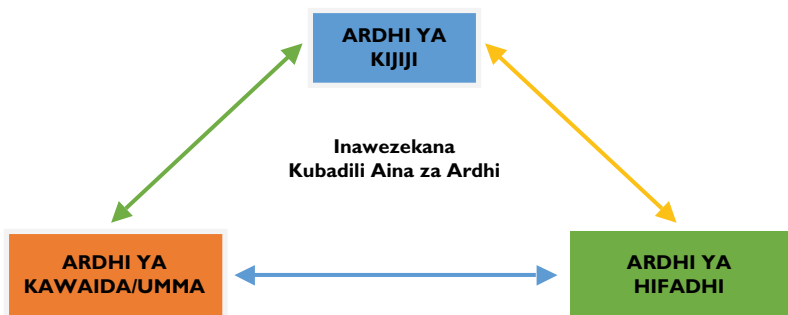 ARDHI YA
KIJIJI
Inawezekana
Kubadili Aina za Ardhi
ARDHI YA
KAWAIDA/UMMA
ARDHI YA
HIFADHI